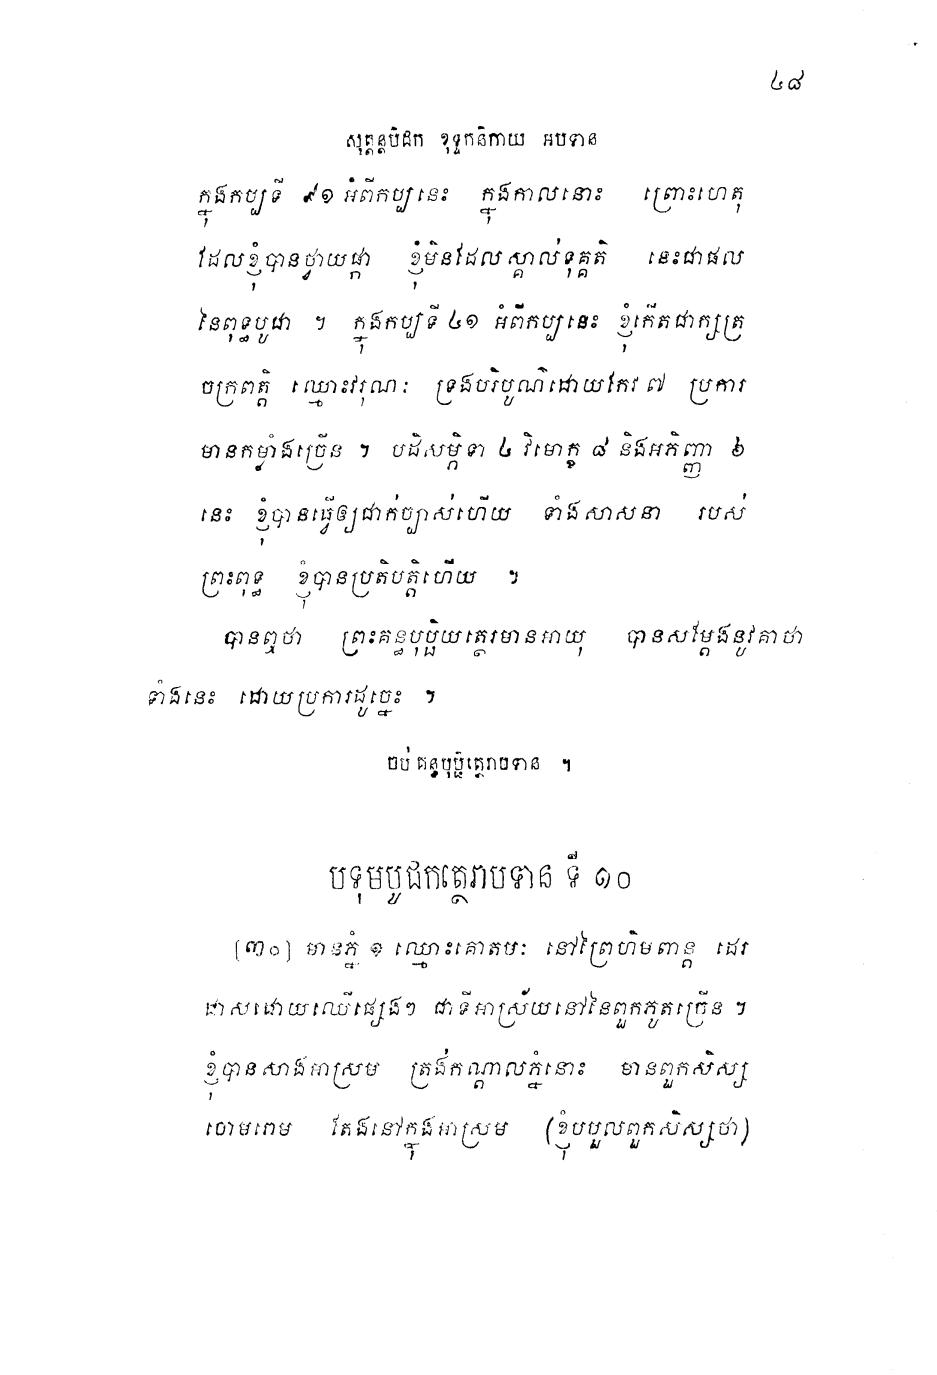 ៤៨
សុត្តន្តបិដក ខុទ្ទកនិកាយ អបទាន
ក្នុងកប្បទី ៩១ អំពីកប្បនេះ ក្នុងកាលនោះ ព្រោះហេតុ
ដែលខ្ញុំបានថ្វាយផ្កា ខ្ញុំមិនដែលស្គាល់ទុគ្គតិ នេះជាផល
នៃពុទ្ធបូជា ។ ក្នុងកប្បទី ៤១ អំពីកប្បនេះ ខ្ញុំកើតជាក្សត្រ
ចក្រពត្តិ ឈ្មោះវរុណៈ ទ្រង់បរិបូណ៌ដោយកែវ ៧ ប្រការ
មានកម្លាំងច្រើន ។ បដិសម្ភិទា ៤ វិមោក្ខ ៨ និងអភិញ្ញា ៦
នេះ ខ្ញុំបានធ្វើឲ្យជាក់ច្បាស់ហើយ ទាំងសាសនា របស់
ព្រះពុទ្ធ ខ្ញុំបានប្រតិបត្តិហើយ ។
បានឮថា ព្រះគន្ធបុប្ផិយត្ថេរមានអាយុ បានសម្ដែងនូវគាថា
ទាំងនេះ ដោយប្រការដូច្នេះ ។
ចប់ គន្ធបុប្ផិយត្ថេរាបទាន ។
បទុមបូជកត្ថេរាបទាន ទី ១០
[៣០] មានភ្នំ ១ ឈ្មោះគោតមៈ នៅព្រៃហិមពាន្ត ដេរ
ដាសដោយឈើផ្សេងៗ ជាទីអាស្រ័យនៅនៃពួកភូតច្រើន ។
ខ្ញុំបានសាងអាស្រម ត្រង់កណ្ដាលភ្នំនោះ មានពួកសិស្ស
ចោមរោម តែងនៅក្នុងអាស្រម (ខ្ញុំបបួលពួកសិស្សថា)